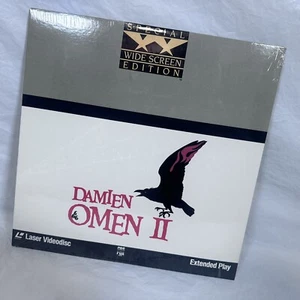 SPECIAL
WIDE SCREEN
EDITION
DAMIEN
OMEN II
Laser Videodisc
Extended Play